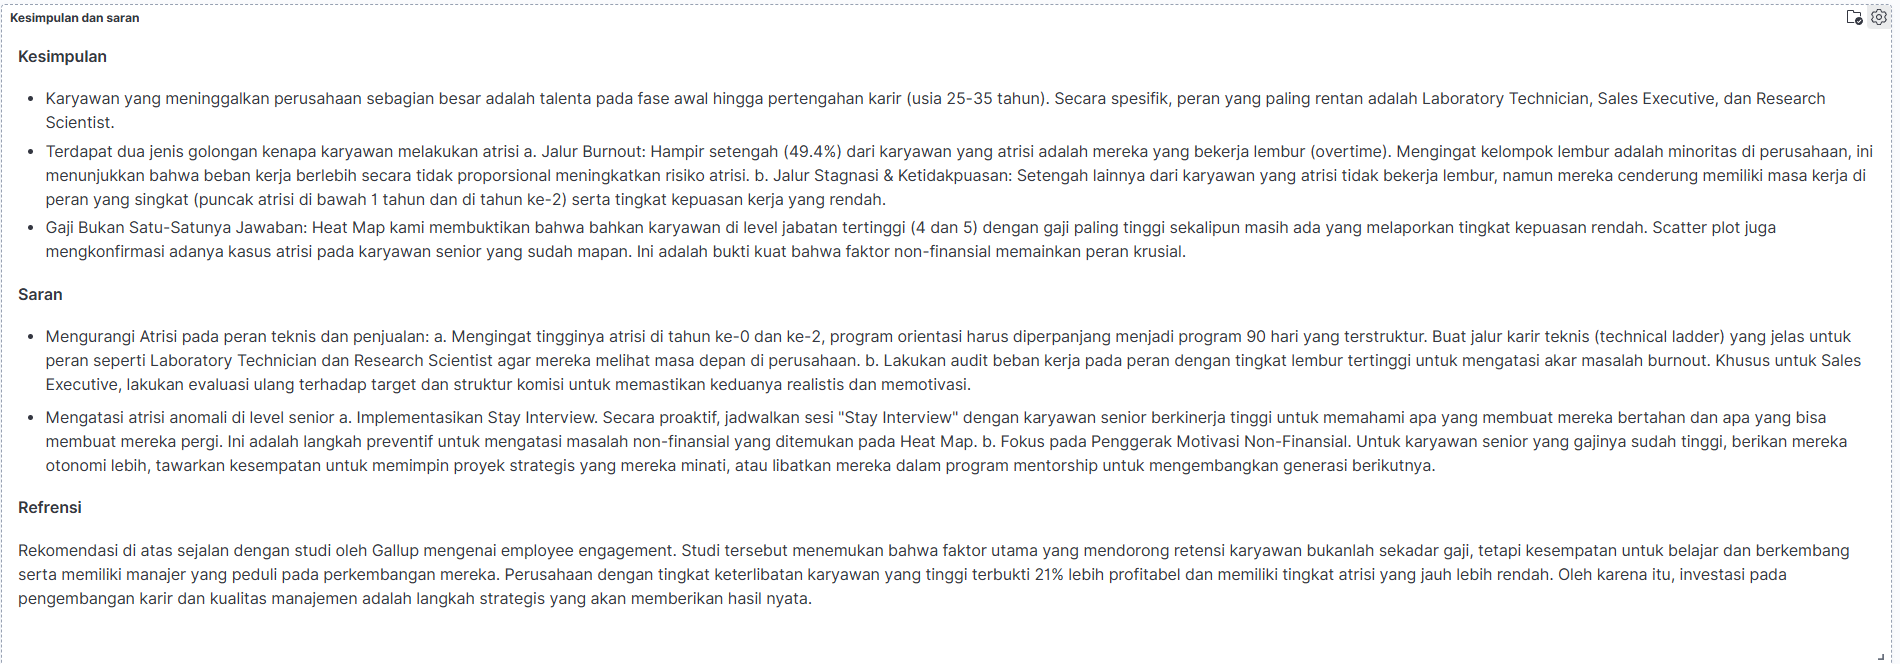 Kesimpulan dan saran
Kesimpulan
• Karyawan yang meninggalkan perusahaan sebagian besar adalah talenta pada fase awal hingga pertengahan karir (usia 25-35 tahun). Secara spesifik, peran yang paling rentan adalah Laboratory Technician, Sales Executive, dan Research
Scientist.
• Terdapat dua jenis golongan kenapa karyawan melakukan atrisi a. Jalur Burnout: Hampir setengah (49.4%) dari karyawan yang atrisi adalah mereka yang bekerja lembur (overtime). Mengingat kelompok lembur adalah minoritas di perusahaan, ini
menunjukkan bahwa beban kerja berlebih secara tidak proporsional meningkatkan risiko atrisi. b. Jalur Stagnasi & Ketidakpuasan: Setengah lainnya dari karyawan yang atrisi tidak bekerja lembur, namun mereka cenderung memiliki masa kerja di
peran yang singkat (puncak atrisi di bawah 1 tahun dan di tahun ke-2) serta tingkat kepuasan kerja yang rendah.
• Gaji Bukan Satu-Satunya Jawaban: Heat Map kami membuktikan bahwa bahkan karyawan di level jabatan tertinggi (4 dan 5) dengan gaji paling tinggi sekalipun masih ada yang melaporkan tingkat kepuasan rendah. Scatter plot juga
mengkonfirmasi adanya kasus atrisi pada karyawan senior yang sudah mapan. Ini adalah bukti kuat bahwa faktor non-finansial memainkan peran krusial.
Saran
• Mengurangi Atrisi pada peran teknis dan penjualan: a. Mengingat tingginya atrisi di tahun ke-0 dan ke-2, program orientasi harus diperpanjang menjadi program 90 hari yang terstruktur. Buat jalur karir teknis (technical ladder) yang jelas untuk
peran seperti Laboratory Technician dan Research Scientist agar mereka melihat masa depan di perusahaan. b. Lakukan audit beban kerja pada peran dengan tingkat lembur tertinggi untuk mengatasi akar masalah burnout. Khusus untuk Sales
Executive, lakukan evaluasi ulang terhadap target dan struktur komisi untuk memastikan keduanya realistis dan memotivasi.
• Mengatasi atrisi anomali di level senior a. Implementasikan Stay Interview. Secara proaktif, jadwalkan sesi "Stay Interview" dengan karyawan senior berkinerja tinggi untuk memahami apa yang membuat mereka bertahan dan apa yang bisa
membuat mereka pergi. Ini adalah langkah preventif untuk mengatasi masalah non-finansial yang ditemukan pada Heat Map. b. Fokus pada Penggerak Motivasi Non-Finansial. Untuk karyawan senior yang gajinya sudah tinggi, berikan mereka
otonomi lebih, tawarkan kesempatan untuk memimpin proyek strategis yang mereka minati, atau libatkan mereka dalam program mentorship untuk mengembangkan generasi berikutnya.
Refrensi
Rekomendasi di atas sejalan dengan studi oleh Gallup mengenai employee engagement. Studi tersebut menemukan bahwa faktor utama yang mendorong retensi karyawan bukanlah sekadar gaji, tetapi kesempatan untuk belajar dan berkembang
serta memiliki manajer yang peduli pada perkembangan mereka. Perusahaan dengan tingkat keterlibatan karyawan yang tinggi terbukti 21% lebih profitabel dan memiliki tingkat atrisi yang jauh lebih rendah. Oleh karena itu, investasi pada
pengembangan karir dan kualitas manajemen adalah langkah strategis yang akan memberikan hasil nyata.